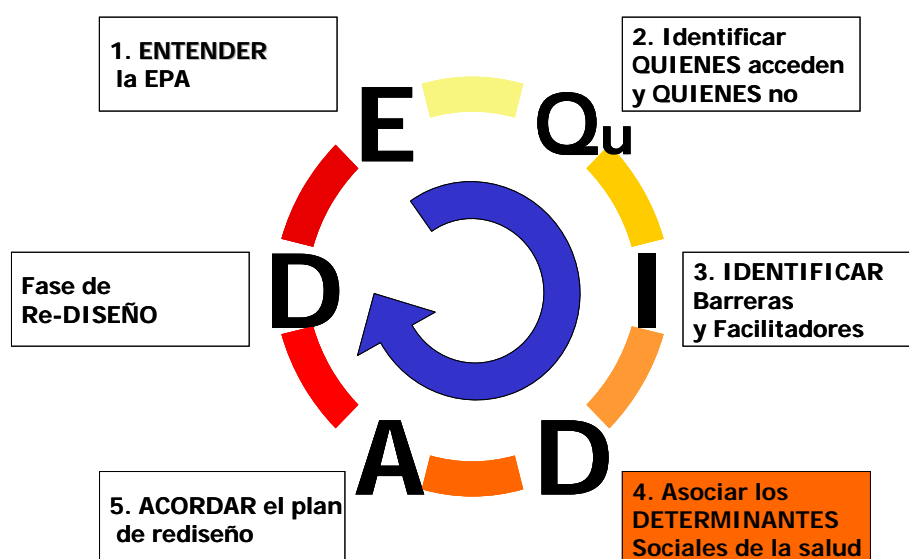 1. ENTENDER
la EPA
2. Identificar
QUIENES acceden
y QUIENES no
E
Qu
Fase de
Re-DISEÑO
D
I
3. IDENTIFICAR
Barreras
y Facilitadores
A
D
5. ACORDAR el plan
de rediseño
4. Asociar los
DETERMINANTES
Sociales de la salud